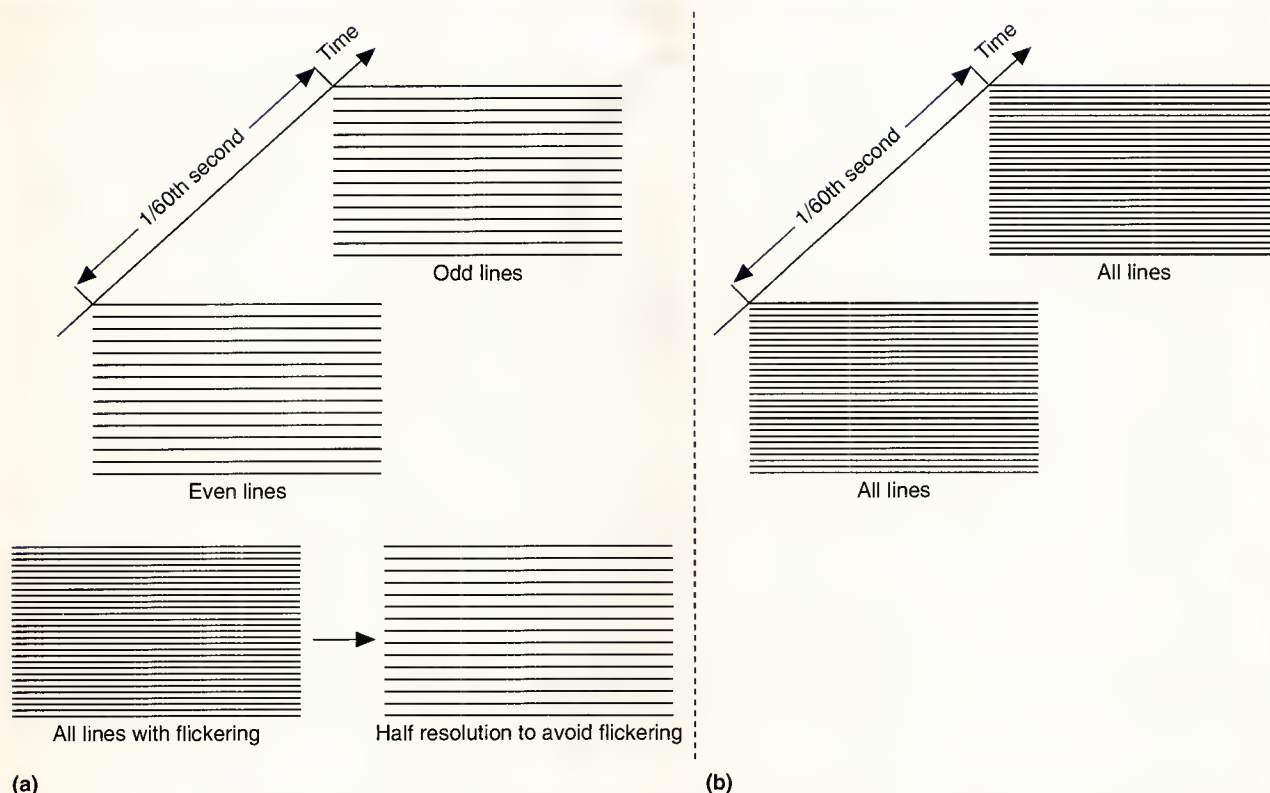 Time
1/60th second
Odd lines
Even lines
All lines with flickering
Half resolution to avoid flickering
(a)
Time
1/60th second
All lines
All lines
(b)